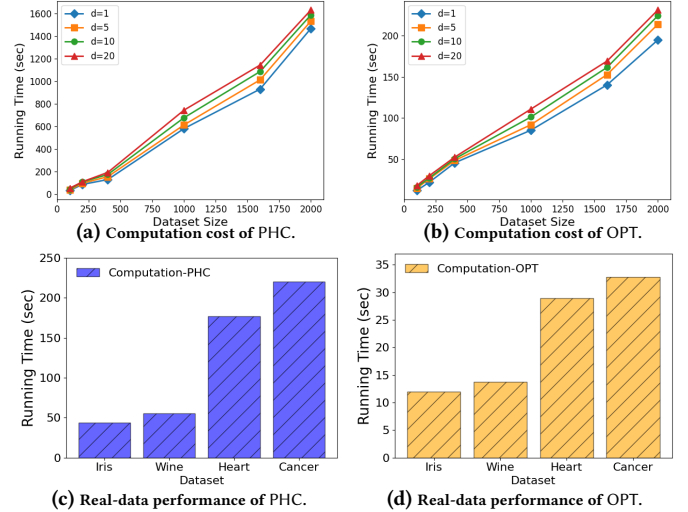 Running Time (sec)
1600
1400
1200
1000
800
600
400
200
0
d=1
d=5
d=10
d=20
0 250 500 750 1000 1250 1500 1750 2000
Dataset Size
(a) Computation cost of PHC.
Running Time (sec)
200
150
100
50
d=1
d=5
d=10
d=20
0 250 500 750 1000 1250 1500 1750 2000
Dataset Size
(b) Computation cost of OPT.
Running Time (sec)
250
200
150
100
50
0
Computation-PHC
Iris Wine Heart Cancer
Dataset
(c) Real-data performance of PHC.
Running Time (sec)
35
30
25
20
15
10
5
0
Computation-OPT
Iris Wine Heart Cancer
Dataset
(d) Real-data performance of OPT.